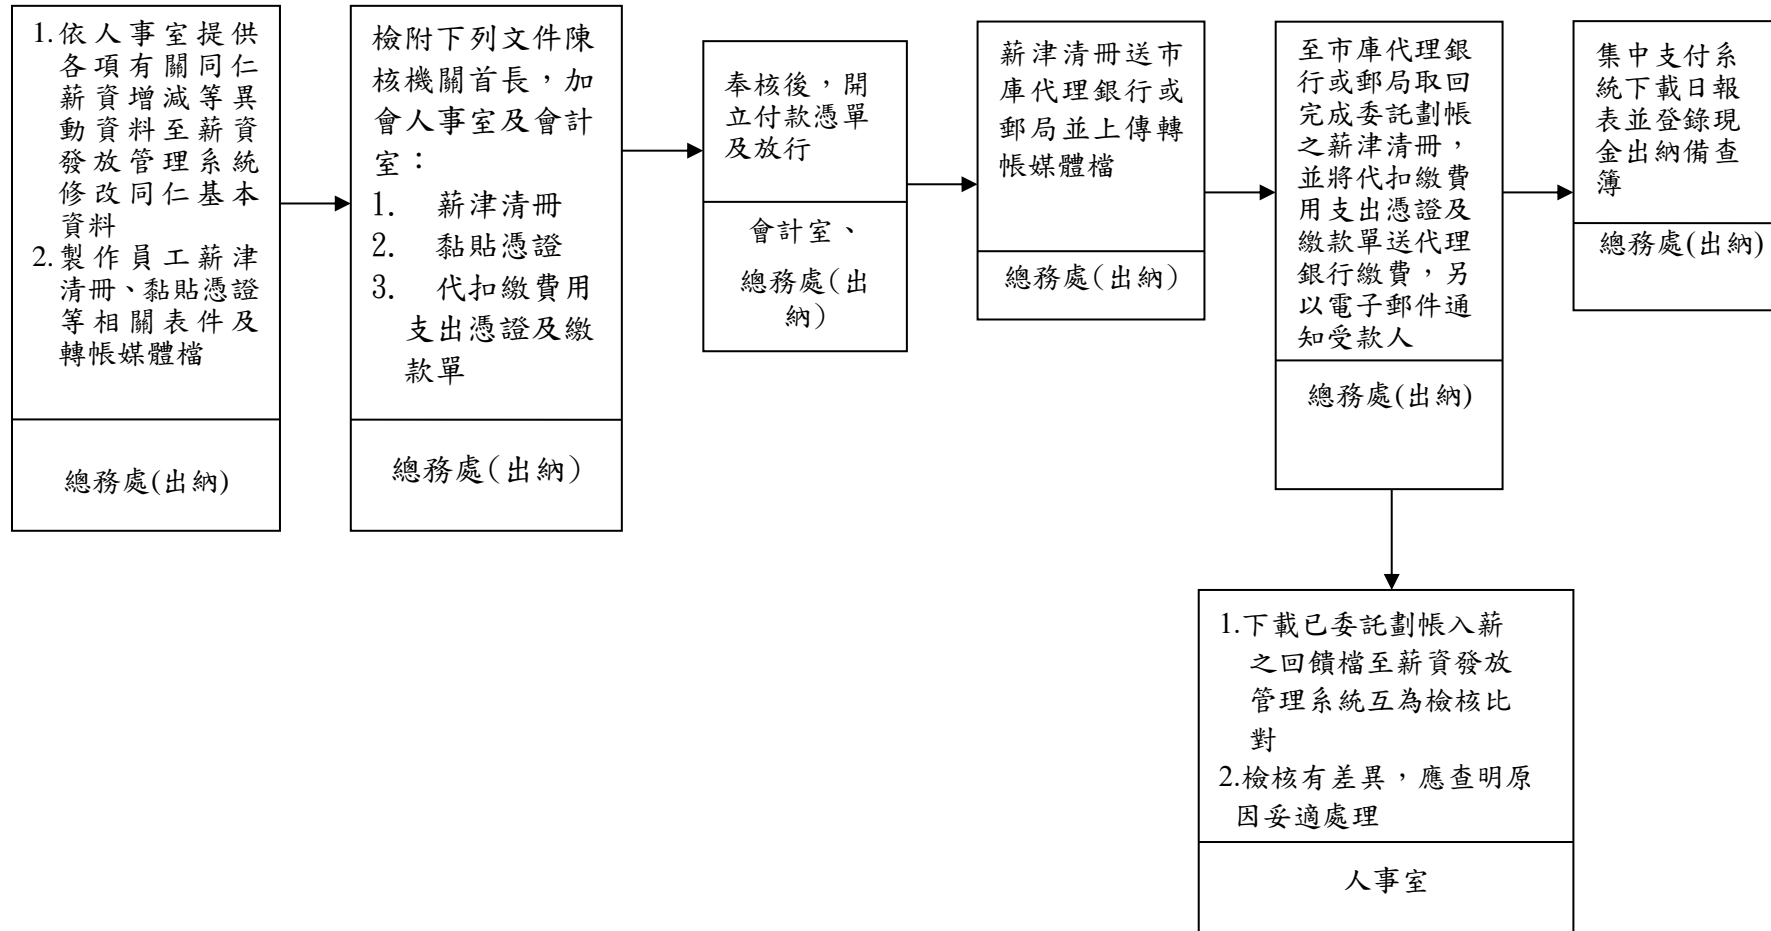 1.依人事室提供
各項有關同仁
薪資增減等異
動資料至薪資
發放管理系統
修改同仁基本
資料
2.製作員工薪津
清冊、黏貼憑證
等相關表件及
轉帳媒體檔
總務處(出納)
檢附下列文件陳
核機關首長，加
會人事室及會計
室：
1. 薪津清冊
2. 黏貼憑證
3. 代扣繳費用
支出憑證及繳
款單
總務處(出納)
奉核後，開
立付款憑單
及放行
會計室、
總務處(出
納)
薪津清冊送市
庫代理銀行或
郵局並上傳轉
帳媒體檔
總務處(出納)
至市庫代理銀
行或郵局取回
完成委託劃帳
之薪津清冊，
並將代扣繳費
用支出憑證及
繳款單送代理
銀行繳費，另
以電子郵件通
知受款人
總務處(出納)
集中支付系
統下載日報
表並登錄現
金出納備查
簿
總務處(出納)
1.下載已委託劃帳入薪
之回饋檔至薪資發放
管理系統互為檢核比
對
2.檢核有差異，應查明原
因妥適處理
人事室